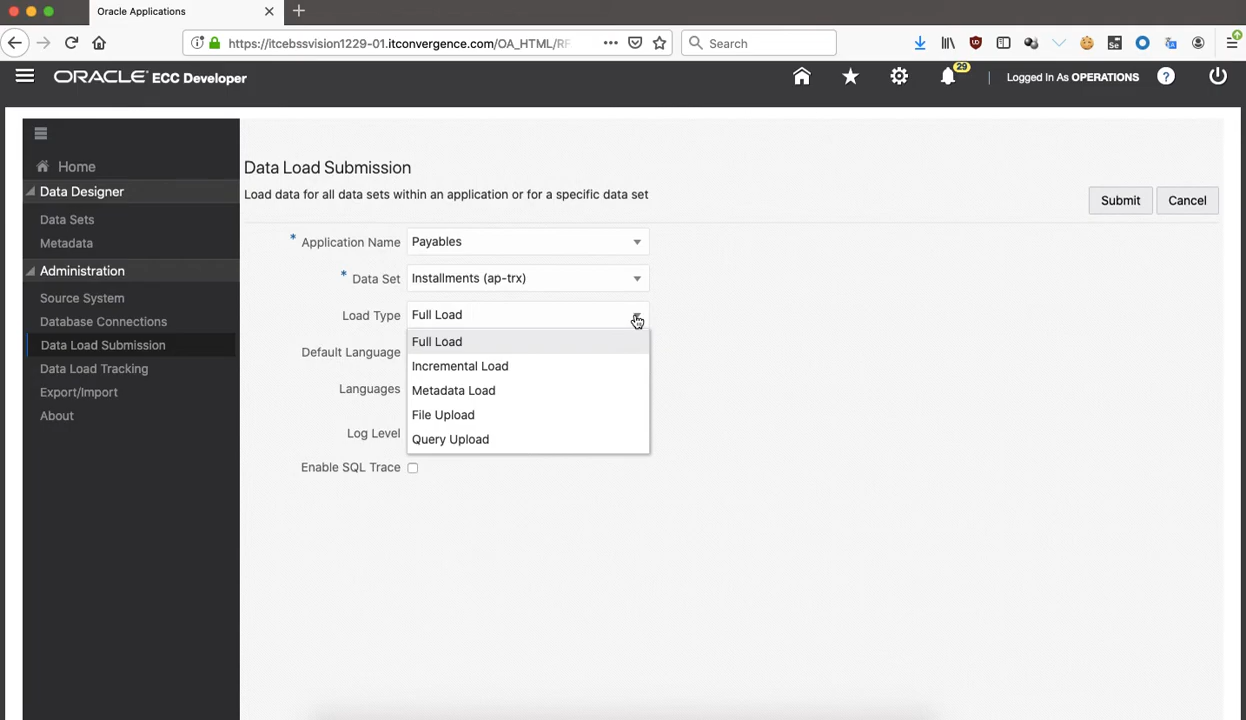 Oracle Applications
https://itcebssvision1229-01.itconvergence.com/OA_HTML/RF
Search
ORACLE ECC Developer
29
Logged In As OPERATIONS
?
Home
Data Designer
Data Sets
Metadata
Administration
Source System
Database Connections
Data Load Submission
Data Load Tracking
Export/Import
About
Data Load Submission
Load data for all data sets within an application or for a specific data set
Submit
Cancel
* Application Name Payables
* Data Set Installments (ap-trx)
Load Type Full Load
Full Load
Default Language
Incremental Load
Languages
Metadata Load
File Upload
Log Level
Query Upload
Enable SQL Trace